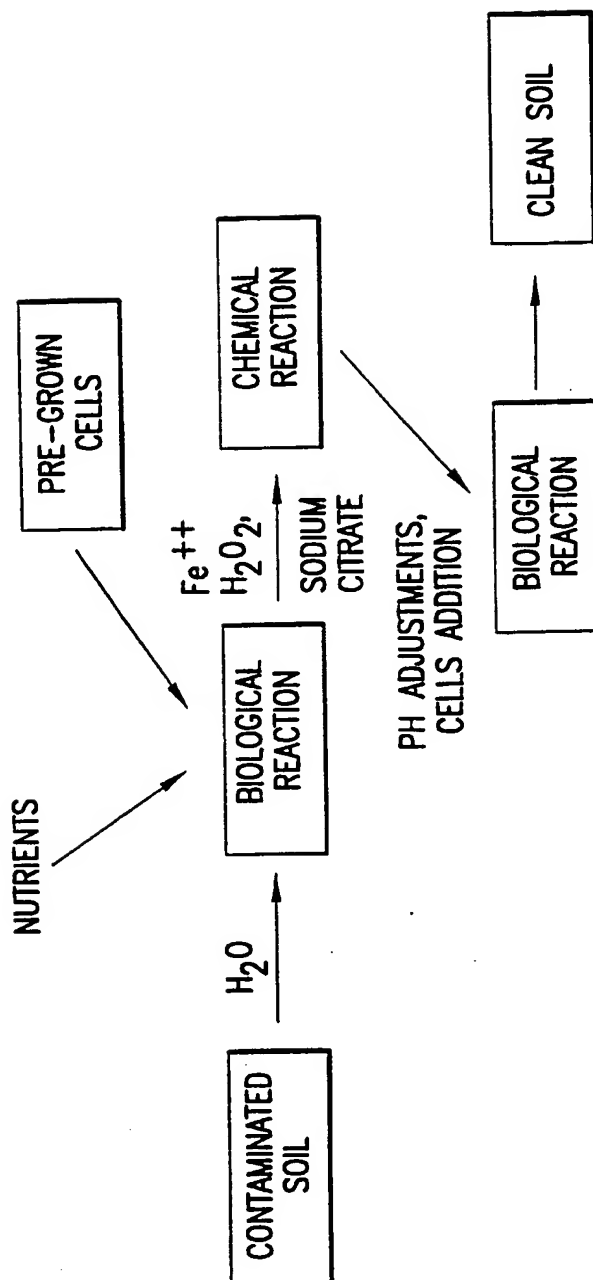 NUTRIENTS
PRE-GROWN
CELLS
CONTAMINATED
SOIL
H2O
BIOLOGICAL
REACTION
Fe++
H2O2,
SODIUM
CITRATE
CHEMICAL
REACTION
PH ADJUSTMENTS,
CELLS ADDITION
BIOLOGICAL
REACTION
CLEAN SOIL